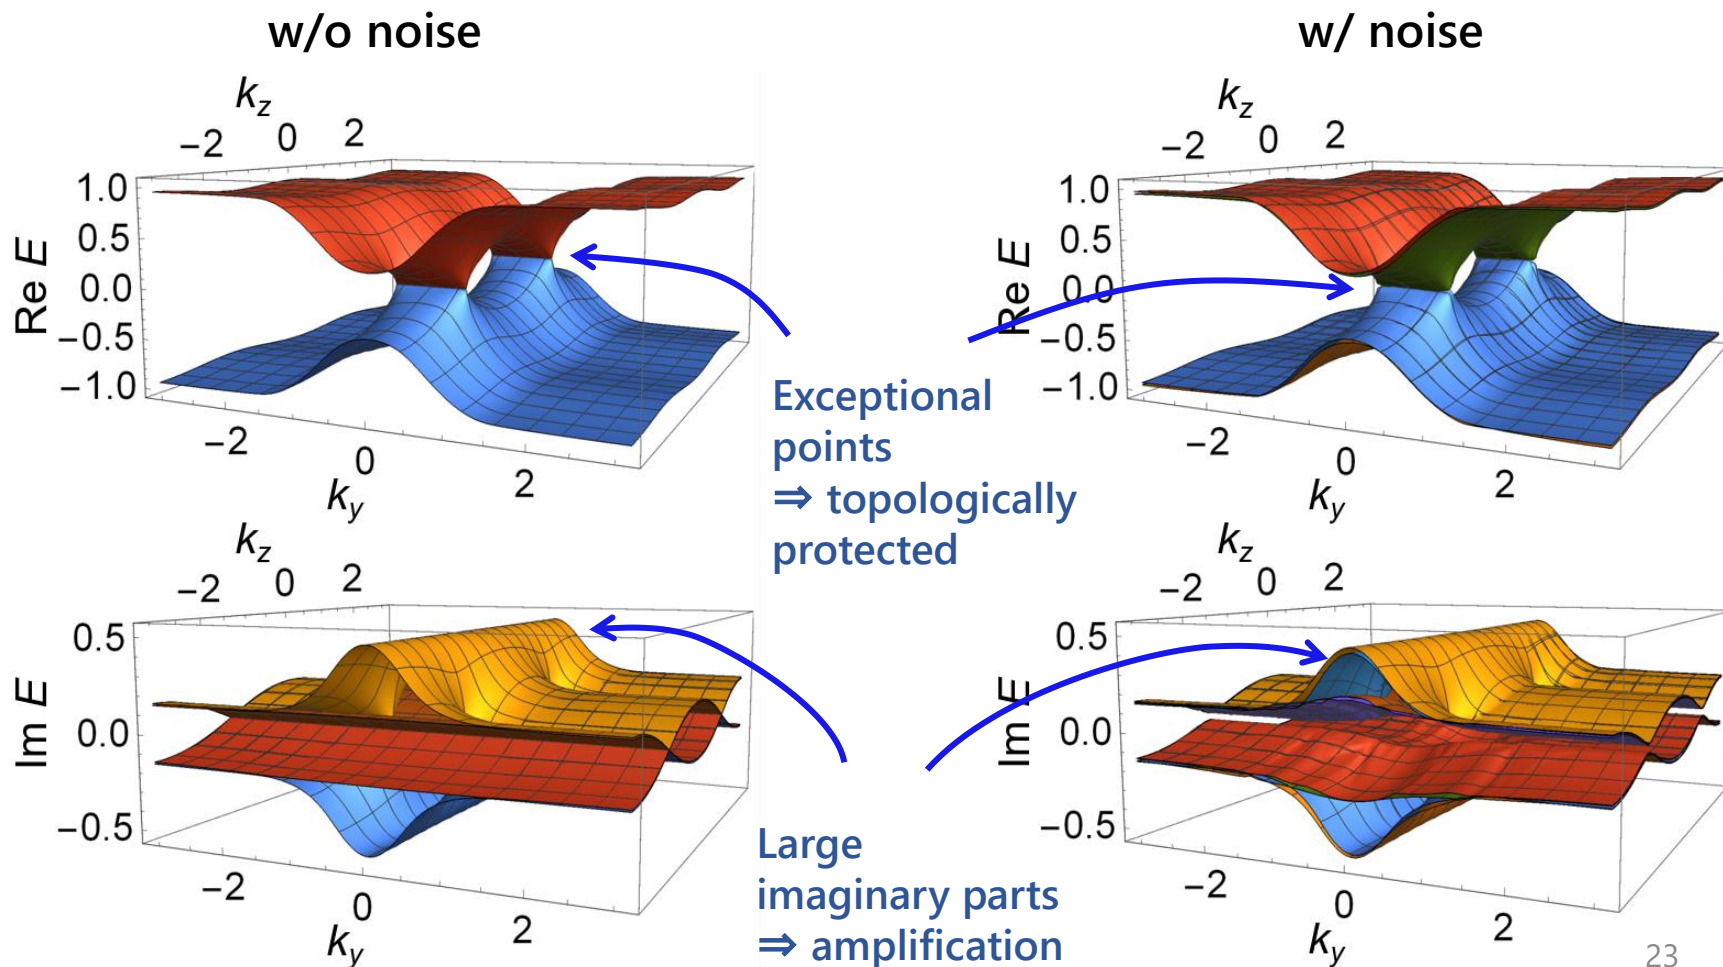 w/o noise
w/ noise
k_z
−2 0 2
1.0
0.5
0.0
−0.5
−1.0
Re E
−2 0 2
k_y
k_z
−2 0 2
1.0
0.5
0.0
−0.5
−1.0
Re E
−2 0 2
k_y
Exceptional
points
⇒ topologically
protected
k_z
−2 0 2
0.5
0.0
−0.5
Im E
−2 0 2
k_y
k_z
−2 0 2
0.5
0.0
−0.5
Im E
−2 0 2
k_y
Large
imaginary parts
⇒ amplification
23